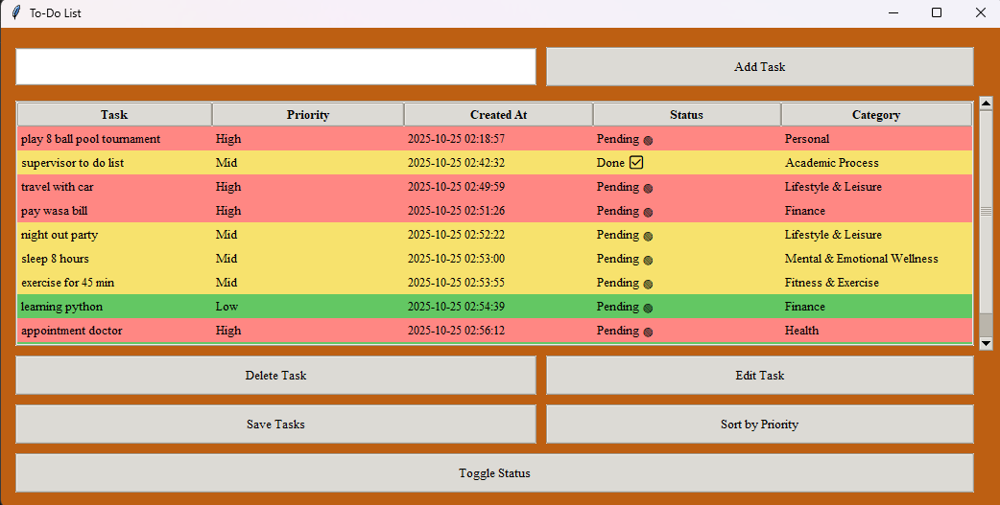 To-Do List
Add Task
Task Priority Created At Status Category
play 8 ball pool tournament High 2025-10-25 02:18:57 Pending Personal
supervisor to do list Mid 2025-10-25 02:42:32 Done Academic Process
travel with car High 2025-10-25 02:49:59 Pending Lifestyle & Leisure
pay wasa bill High 2025-10-25 02:51:26 Pending Finance
night out party Mid 2025-10-25 02:52:22 Pending Lifestyle & Leisure
sleep 8 hours Mid 2025-10-25 02:53:00 Pending Mental & Emotional Wellness
exercise for 45 min Mid 2025-10-25 02:53:55 Pending Fitness & Exercise
learning python Low 2025-10-25 02:54:39 Pending Finance
appointment doctor High 2025-10-25 02:56:12 Pending Health
Delete Task Edit Task
Save Tasks Sort by Priority
Toggle Status